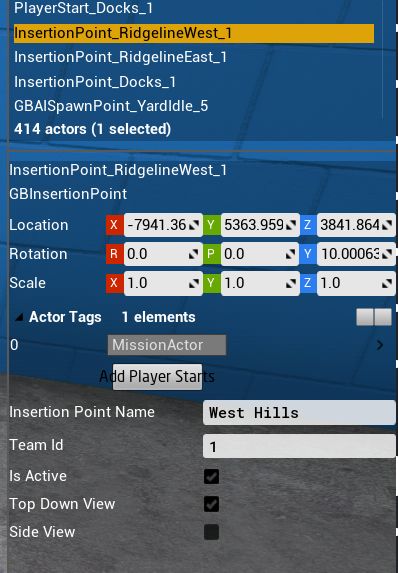 PlayerStart_Docks_1
InsertionPoint_RidgelineWest_1
InsertionPoint_RidgelineEast_1
InsertionPoint_Docks_1
GBAISpawnPoint_YardIdle_5
414 actors (1 selected)
InsertionPoint_RidgelineWest_1
GBInsertionPoint
Location X -7941.36 Y 5363.959 Z 3841.864
Rotation R 0.0 P 0.0 Y 10.00063
Scale X 1.0 Y 1.0 Z 1.0
Actor Tags 1 elements
0 MissionActor
Add Player Starts
Insertion Point Name West Hills
Team Id 1
Is Active
Top Down View
Side View